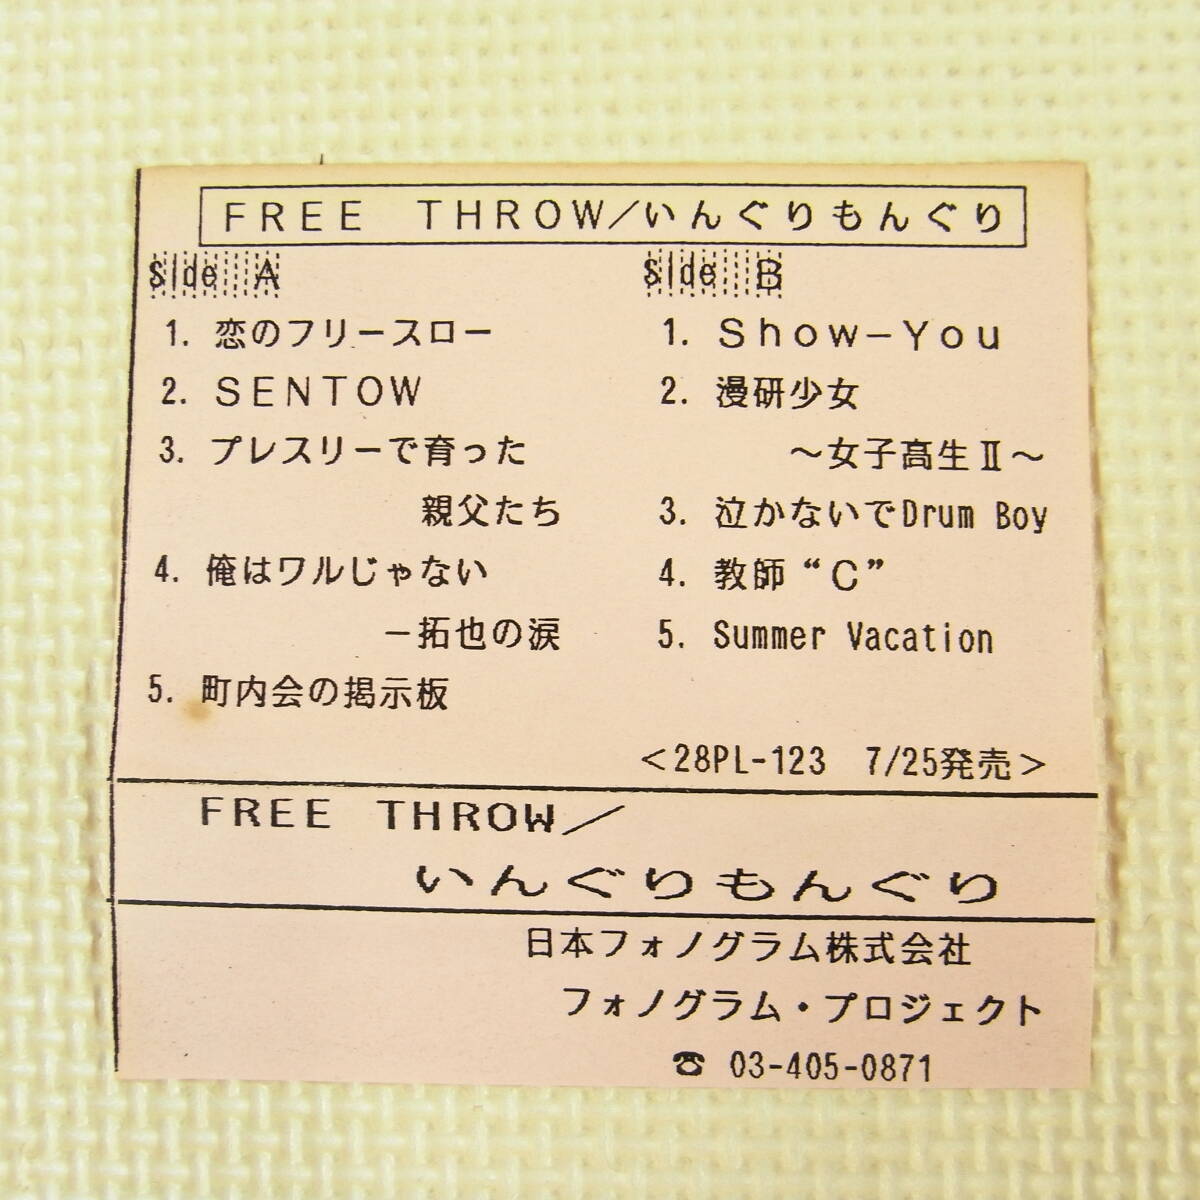 FREE THROW/いんぐりもんぐり
Side A
1. 恋のフリースロー
2. SENTOW
3. プレスリーで育った
親父たち
4. 俺はワルじゃない
−拓也の涙
5. 町内会の掲示板
Side B
1. Show−You
2. 漫研少女
～女子高生Ⅱ～
3. 泣かないでDrum Boy
4. 教師“C”
5. Summer Vacation
<28PL-123 7/25発売>
FREE THROW/
いんぐりもんぐり
日本フォノグラム株式会社
フォノグラム・プロジェクト
☎ 03-405-0871